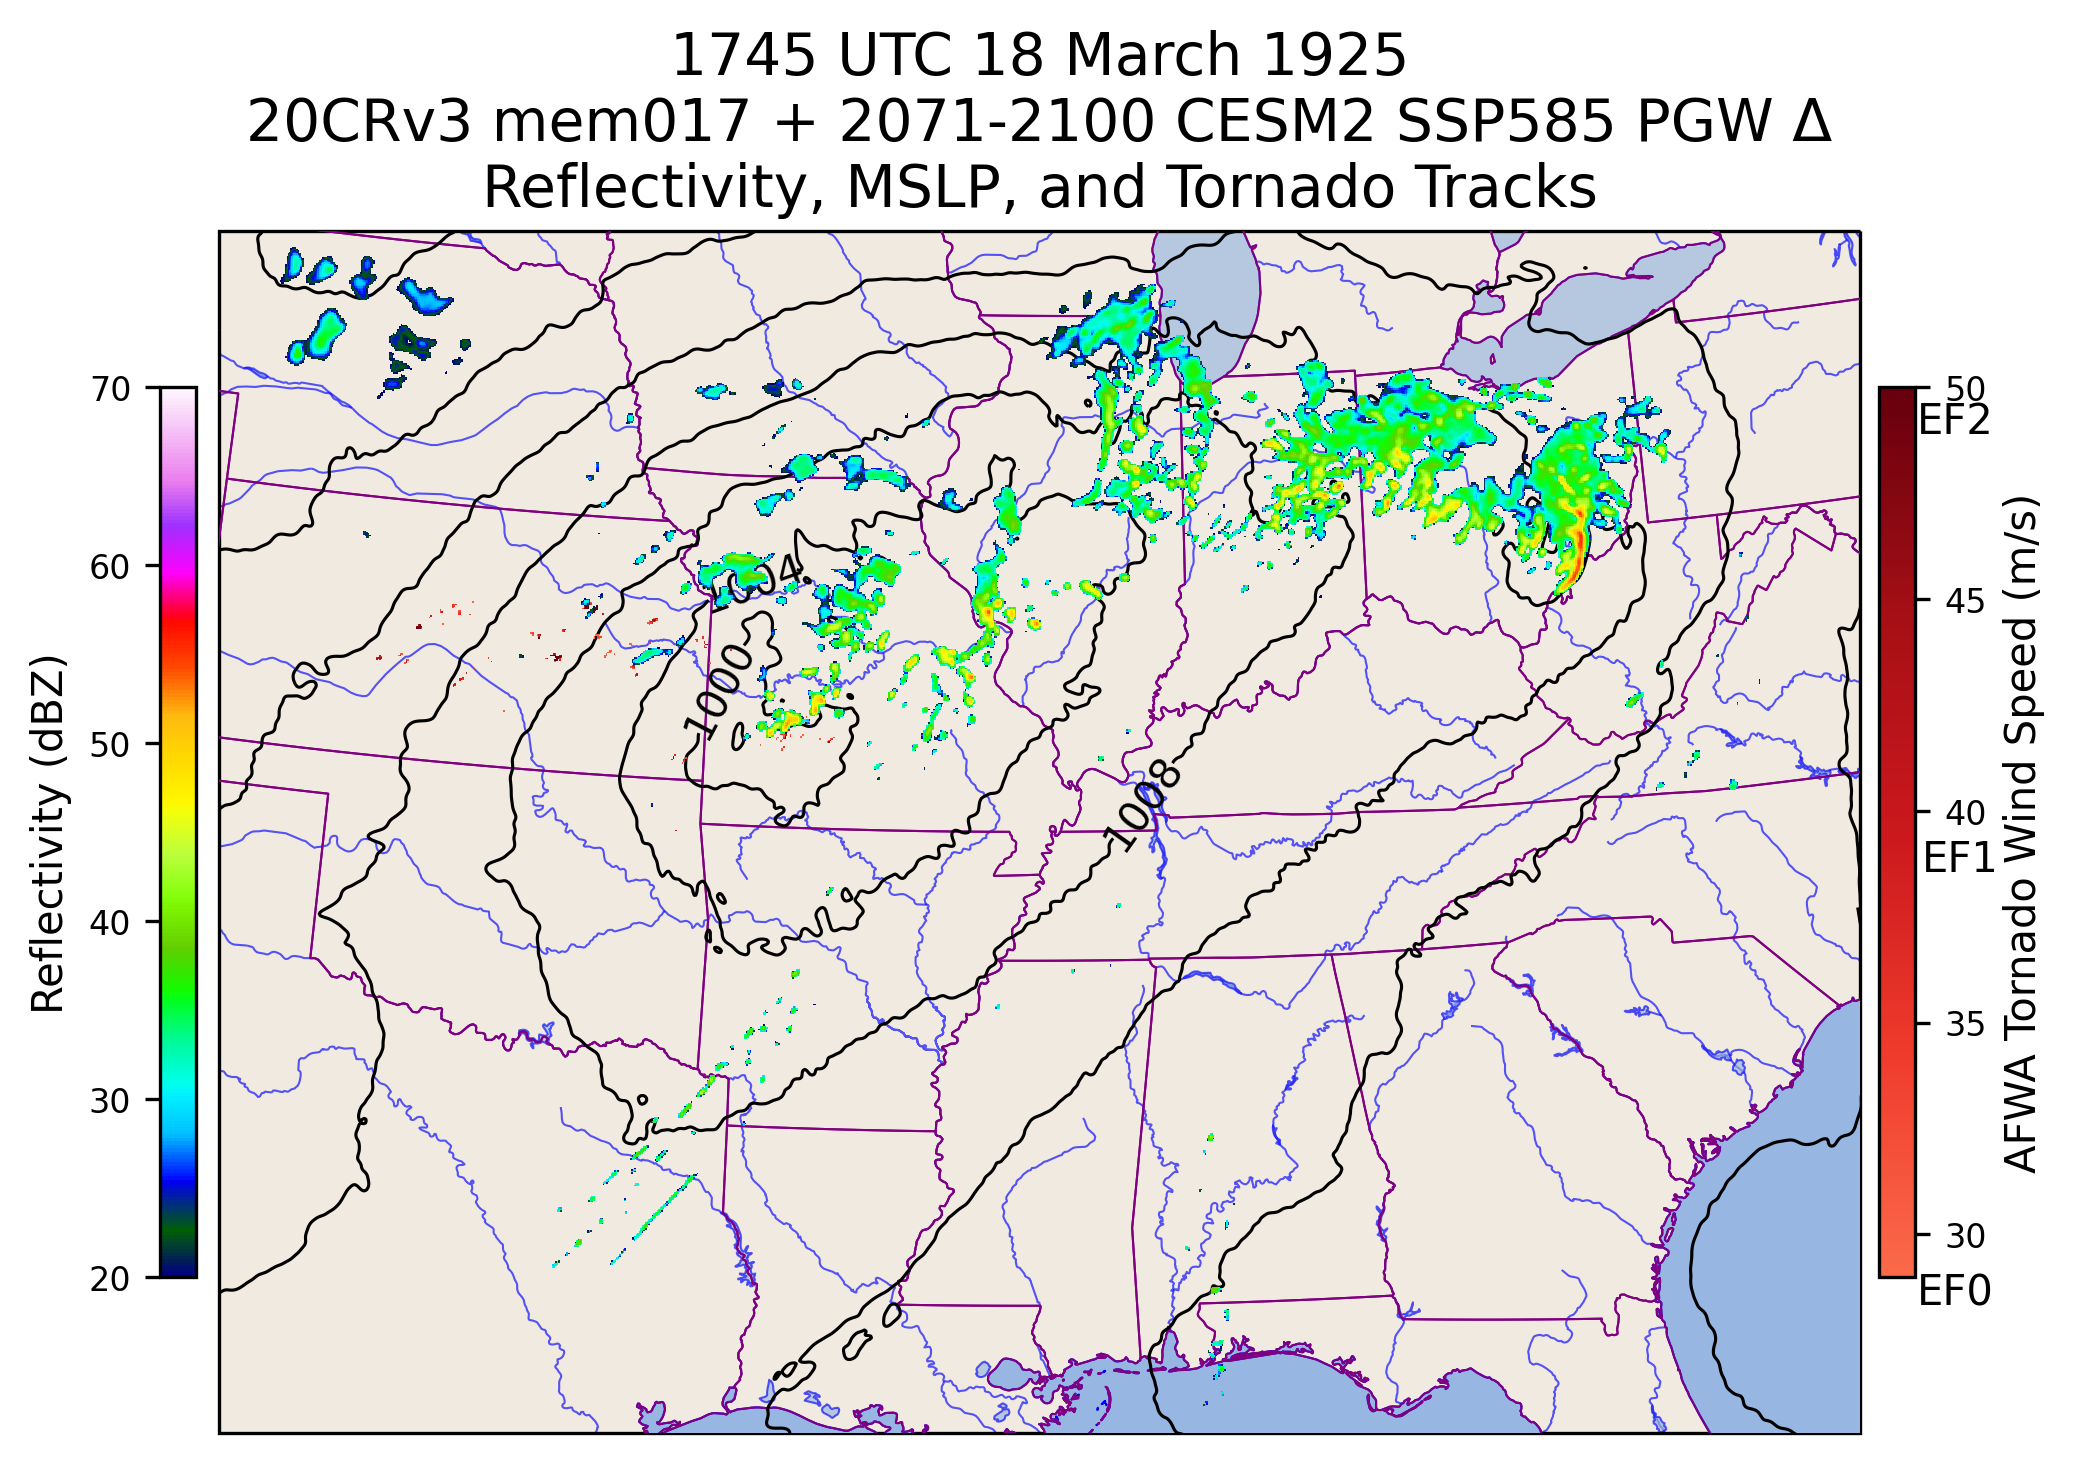 1745 UTC 18 March 1925
20CRv3 mem017 + 2071-2100 CESM2 SSP585 PGW Δ
Reflectivity, MSLP, and Tornado Tracks
Reflectivity (dBZ)
70
60
50
40
30
20
1004
1000
1008
50
EF2
45
40
EF1
35
30
EF0
AFWA Tornado Wind Speed (m/s)